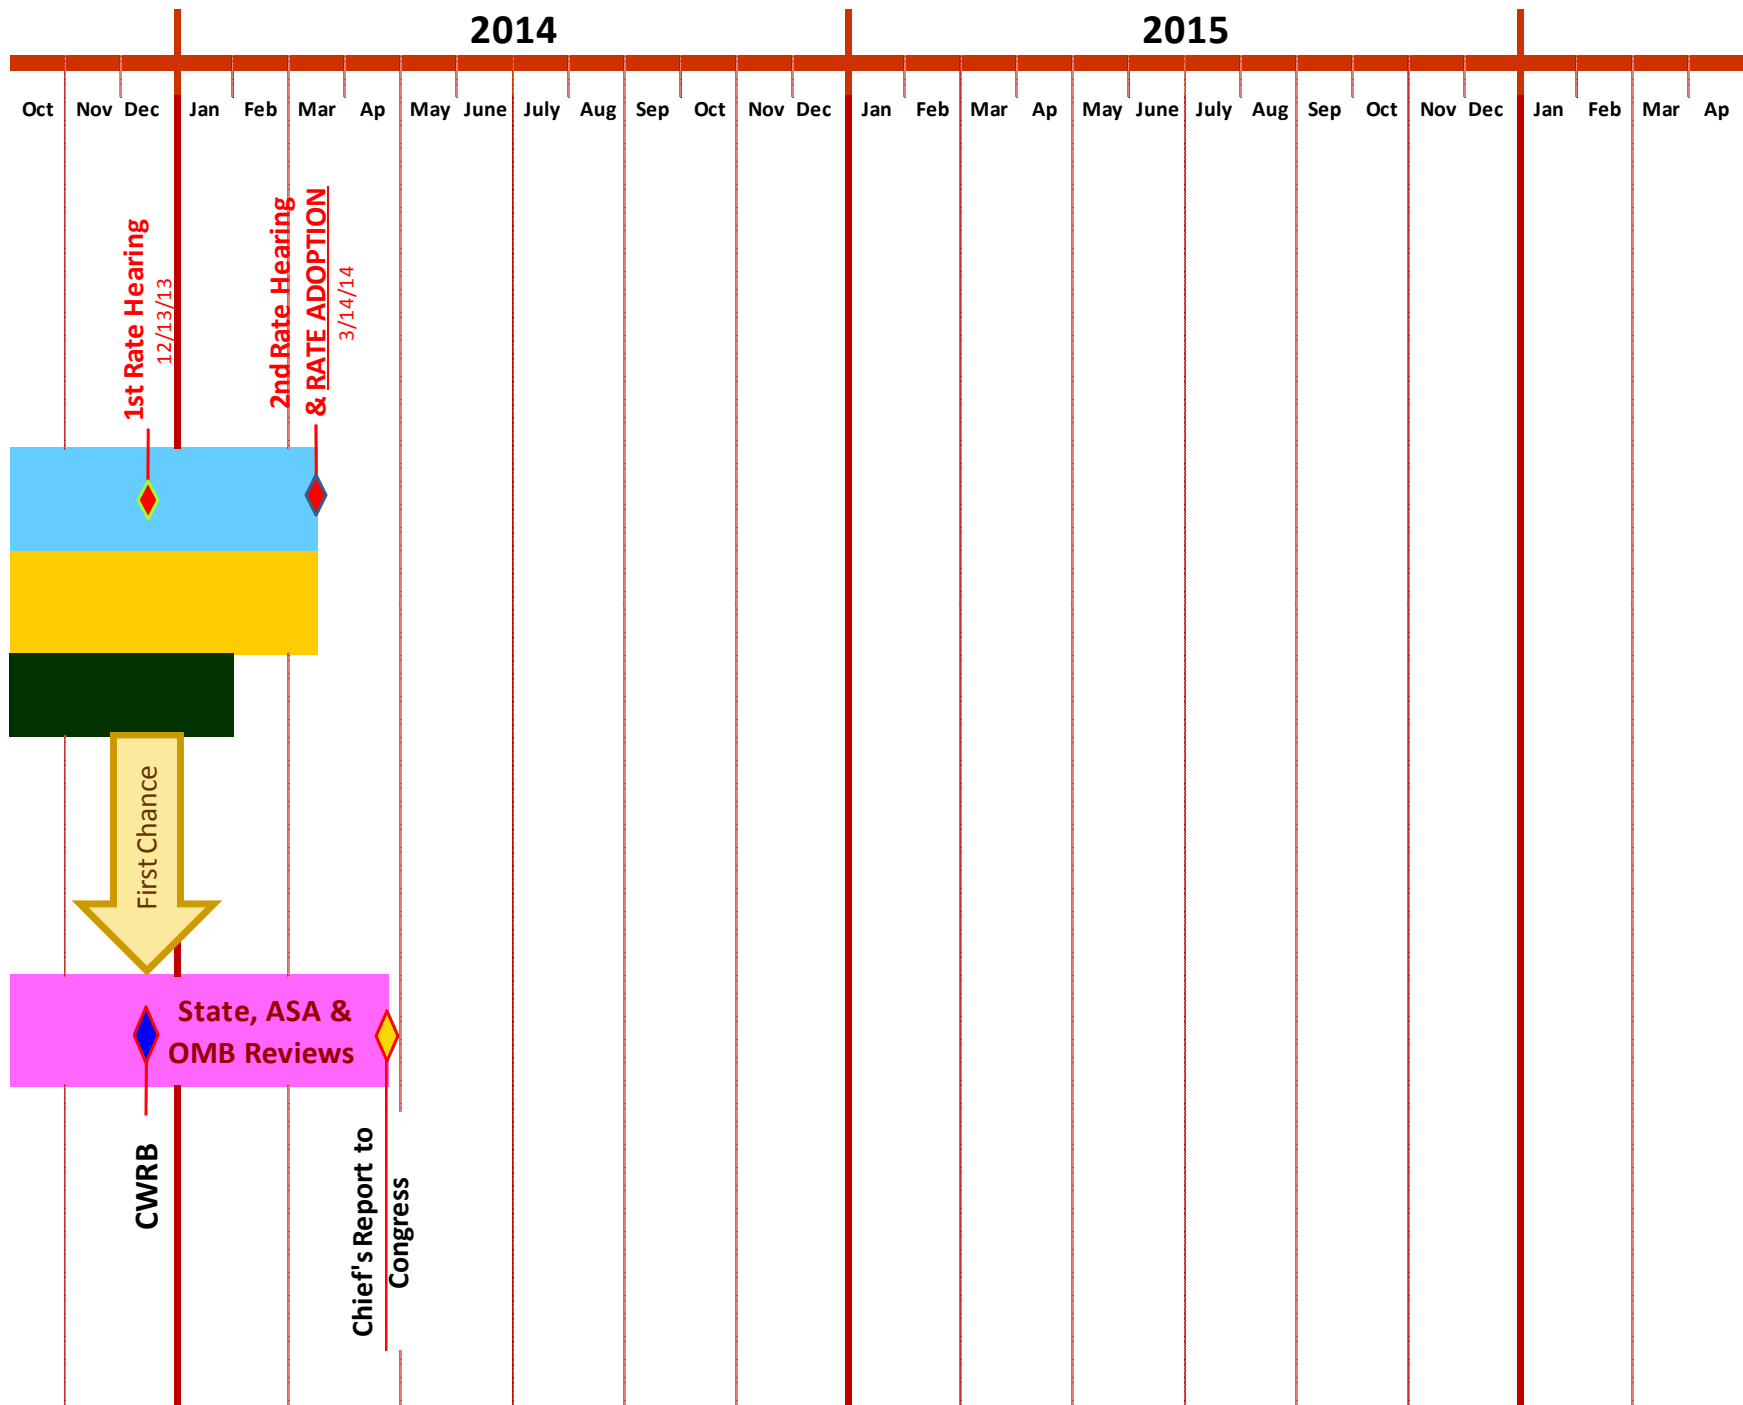 2014
2015
Oct Nov Dec Jan Feb Mar Ap May June July Aug Sep Oct Nov Dec Jan Feb Mar Ap May June July Aug Sep Oct Nov Dec Jan Feb Mar Ap
1st Rate Hearing
12/13/13
2nd Rate Hearing
& RATE ADOPTION
3/14/14
First Chance
State, ASA &
OMB Reviews
CWRB
Chief's Report to
Congress